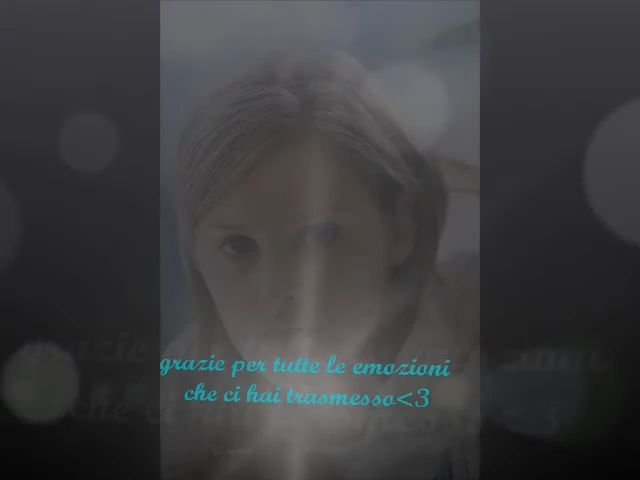 grazie per tutte le emozioni
che ci hai trasmesso<3